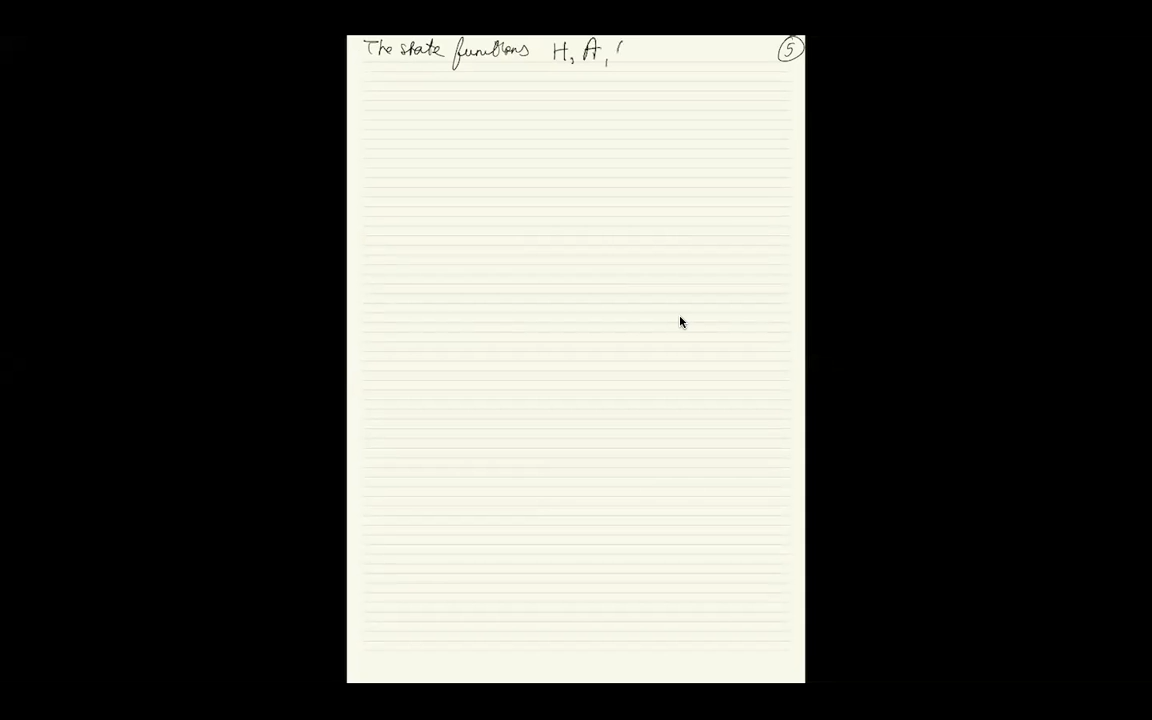 The state functions H, A, 5